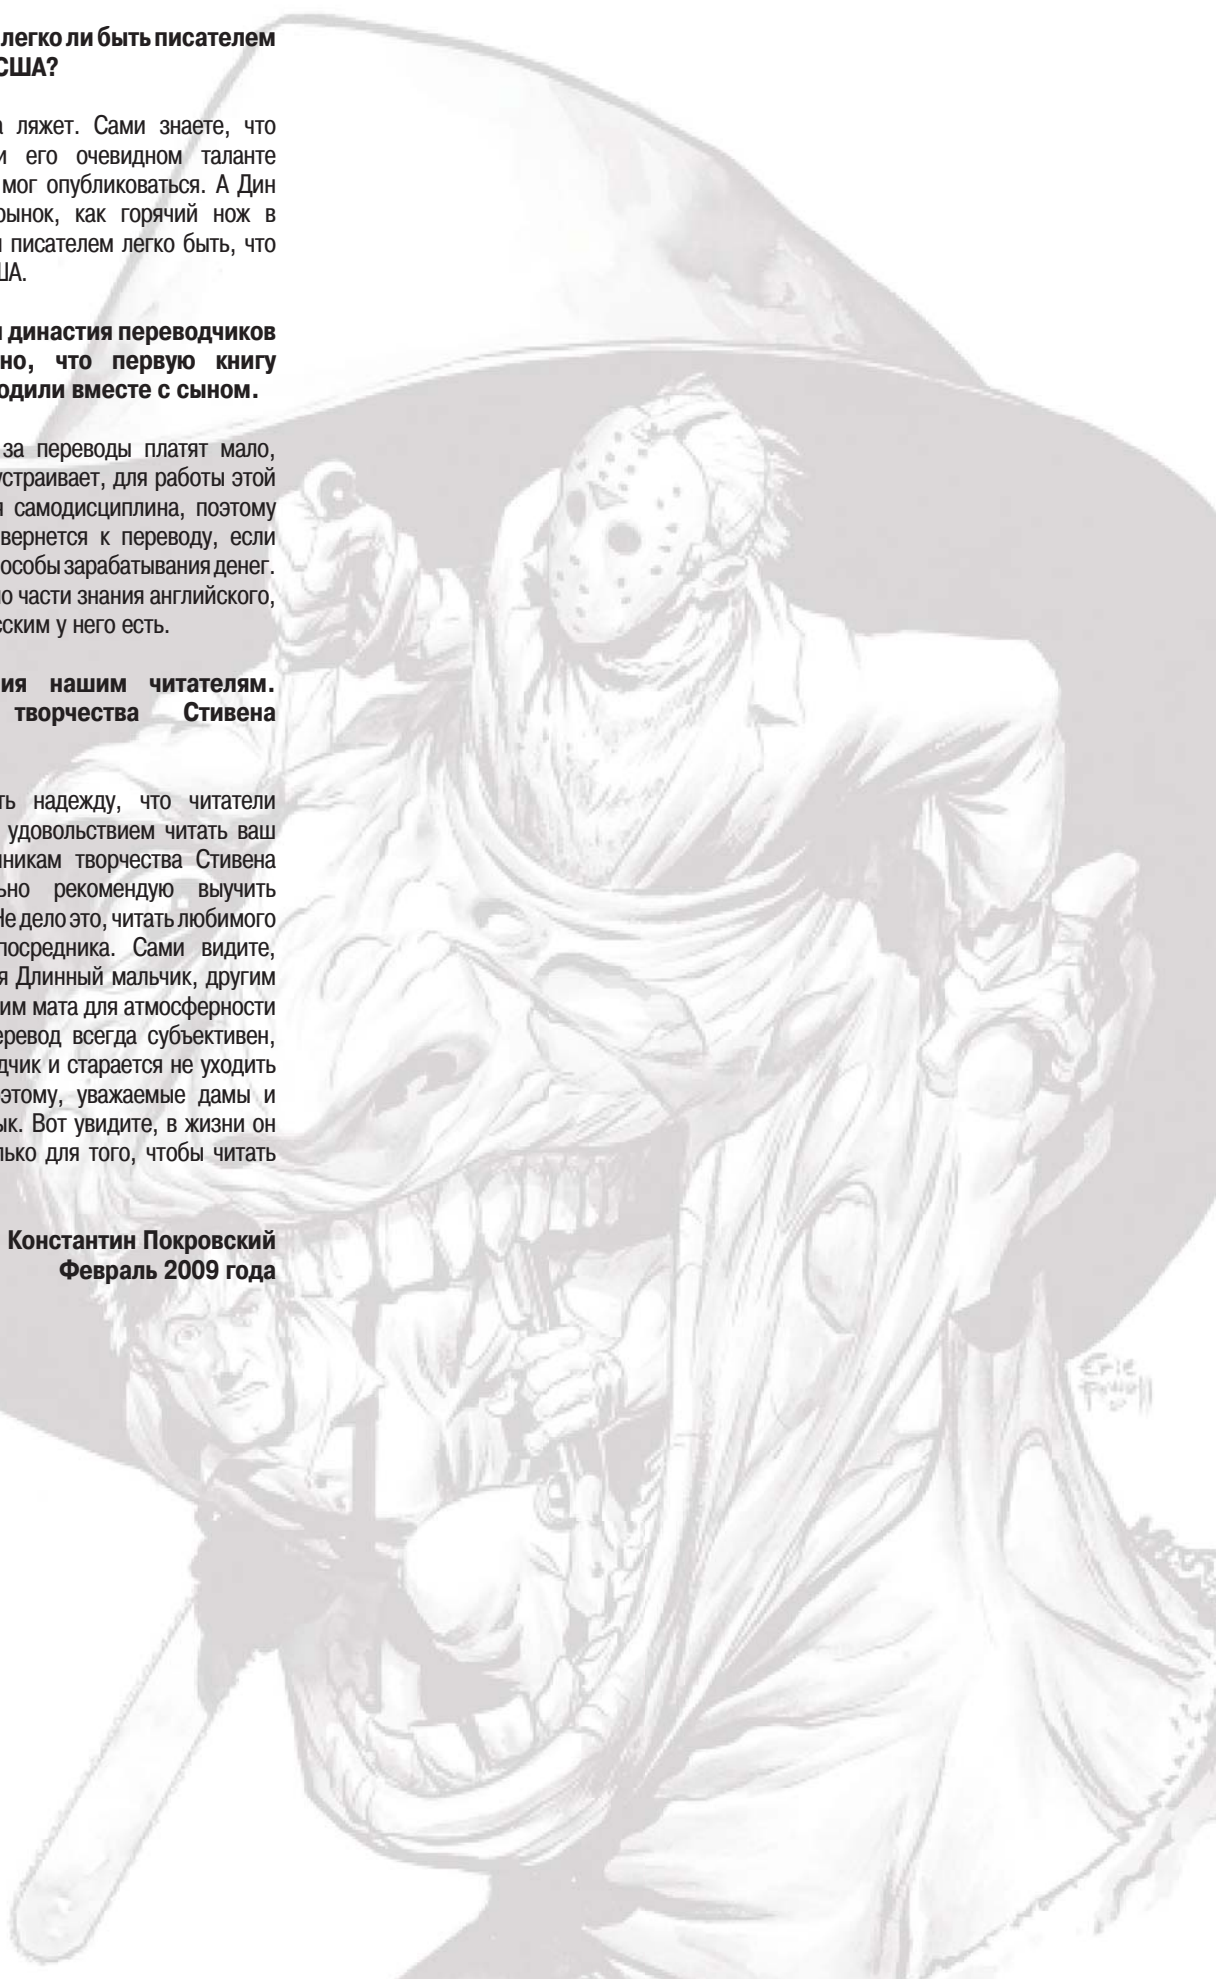 легко ли быть писателем
США?
а ляжет. Сами знаете, что
и его очевидном таланте
мог опубликоваться. А Дин
рынок, как горячий нож в
и писателем легко быть, что
ША.
и династия переводчиков
но, что первую книгу
одили вместе с сыном.
за переводы платят мало,
устраивает, для работы этой
я самодисциплина, поэтому
вернется к переводу, если
особы зарабатывания денег.
о части знания английского,
сским у него есть.
ия нашим читателям.
творчества Стивена
ть надежду, что читатели
удовольствием читать ваш
нникам творчества Стивена
ьно рекомендую выучить
Не дело это, читать любимого
посредника. Сами видите,
я Длинный мальчик, другим
им мата для атмосферности
еревод всегда субъективен,
дчик и старается не уходить
оэтому, уважаемые дамы и
ык. Вот увидите, в жизни он
лько для того, чтобы читать
Константин Покровский
Февраль 2009 года
Eric
Powell